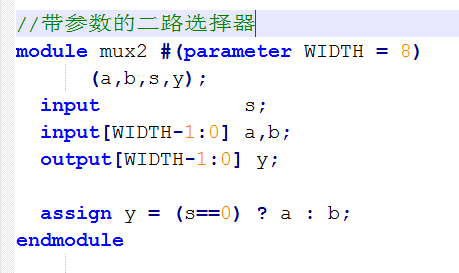 //带参数的二路选择器
module mux2 #(parameter WIDTH = 8)
(a,b,s,y);
input s;
input[WIDTH-1:0] a,b;
output[WIDTH-1:0] y;
assign y = (s==0) ? a : b;
endmodule